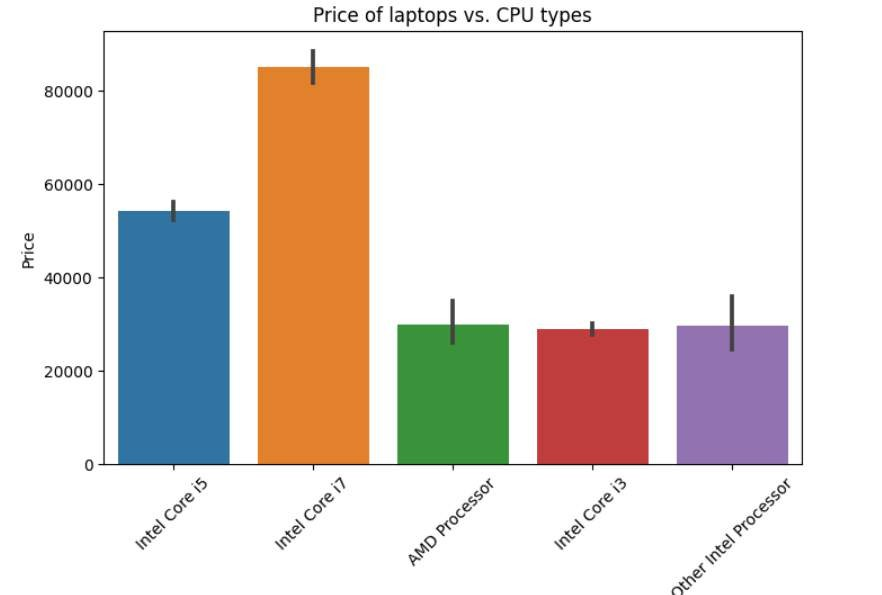 Price of laptops vs. CPU types
Price
80000
60000
40000
20000
0
Intel Core i5
Intel Core i7
AMD Processor
Intel Core i3
Other Intel Processor